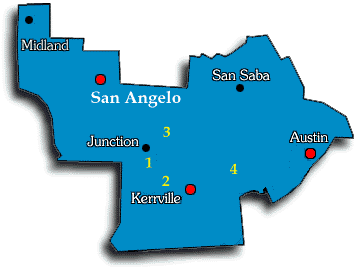 Midland
San Saba
San Angelo
3
Junction
Austin
1
4
2
Kerrville